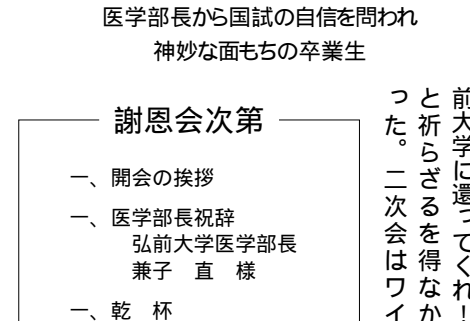 医学部長から国試の自信を問われ
神妙な面もちの卒業生
前大学に還ってくれ!
と祈らざるを得なか
った。二次会はワイ
謝恩会次第
一、開会の挨拶
一、医学部長祝辞
弘前大学医学部長
兼子 直 様
一、乾 杯